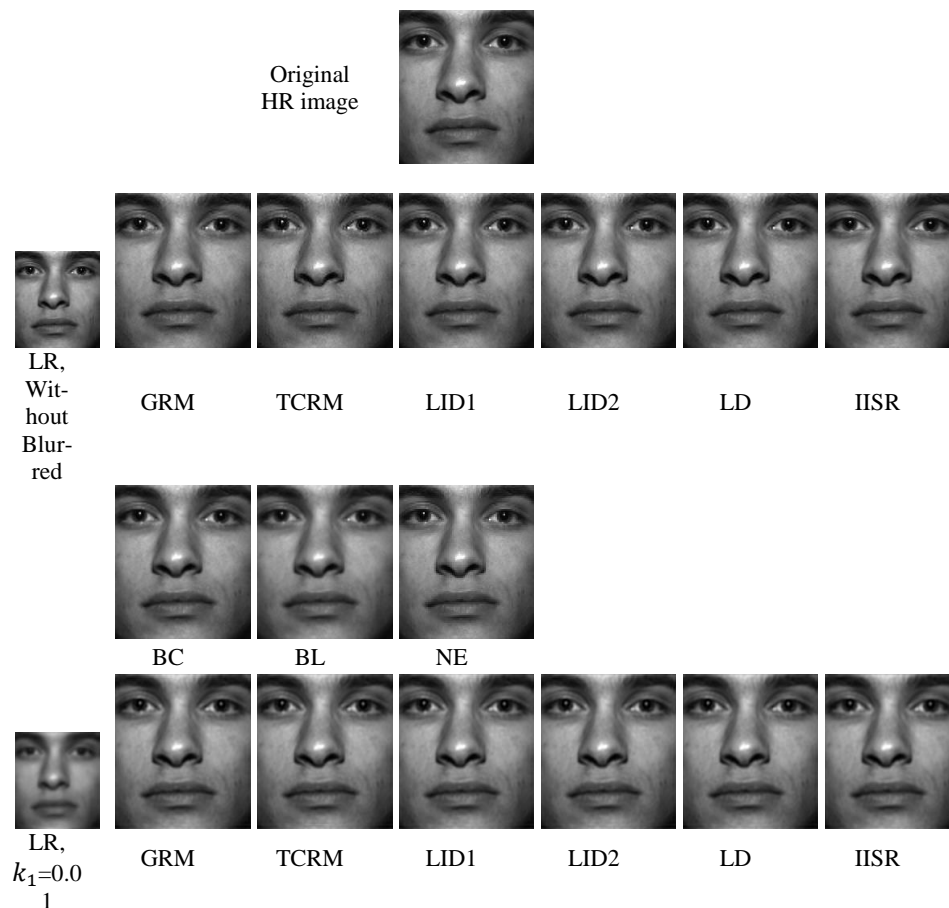 Original
HR image
LR,
Wit-
hout
Blur-
red
GRM TCRM LID1 LID2 LD IISR
BC BL NE
LR,
k₁=0.0
1
GRM TCRM LID1 LID2 LD IISR